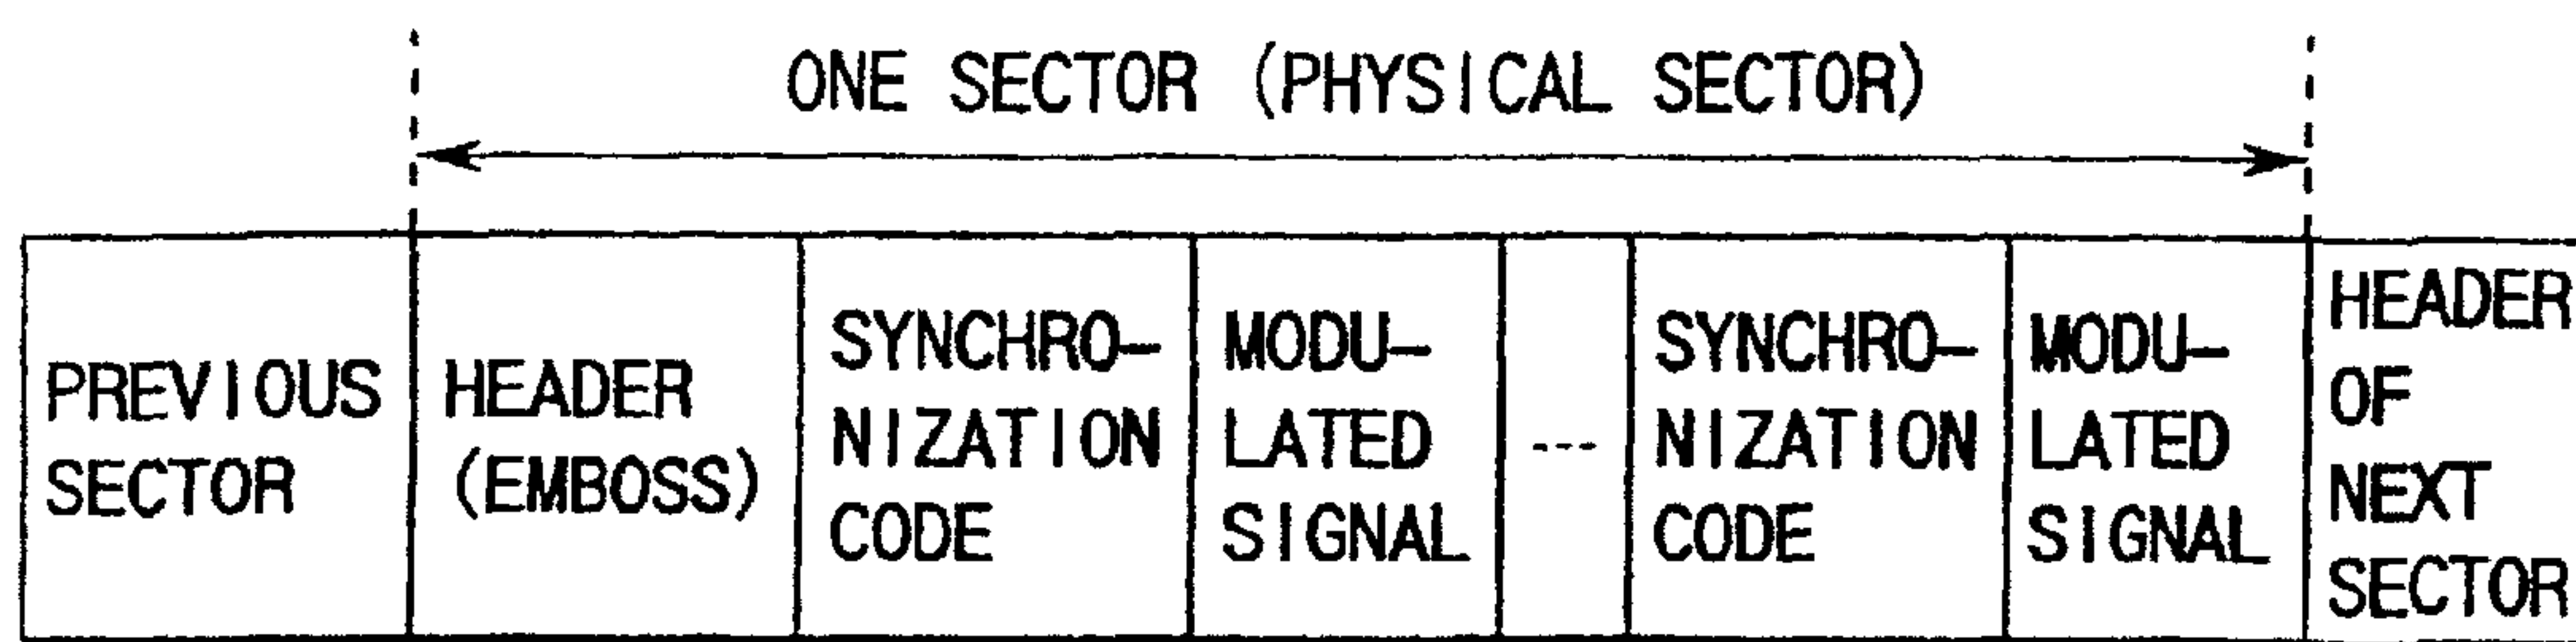 ONE SECTOR (PHYSICAL SECTOR)
PREVIOUS
SECTOR
HEADER
(EMBOSS)
SYNCHRO-
NIZATION
CODE
MODU-
LATED
SIGNAL
---
SYNCHRO-
NIZATION
CODE
MODU-
LATED
SIGNAL
HEADER
OF
NEXT
SECTOR